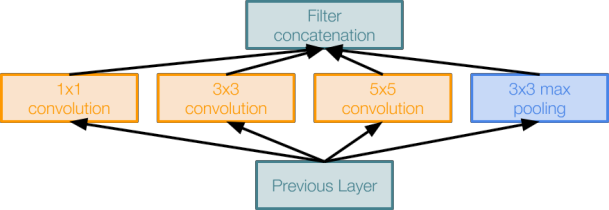 Filter
concatenation
1x1
convolution
3x3
convolution
5x5
convolution
3x3 max
pooling
Previous Layer